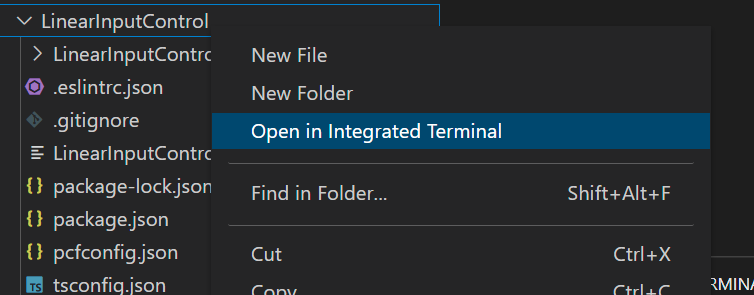 LinearInputControl
LinearInputContro
.eslintrc.json
.gitignore
LinearInputContro
package-lock.json
package.json
pcfconfig.json
TS tsconfig.json
New File
New Folder
Open in Integrated Terminal
Find in Folder... Shift+Alt+F
Cut Ctrl+X
Copy Ctrl+C